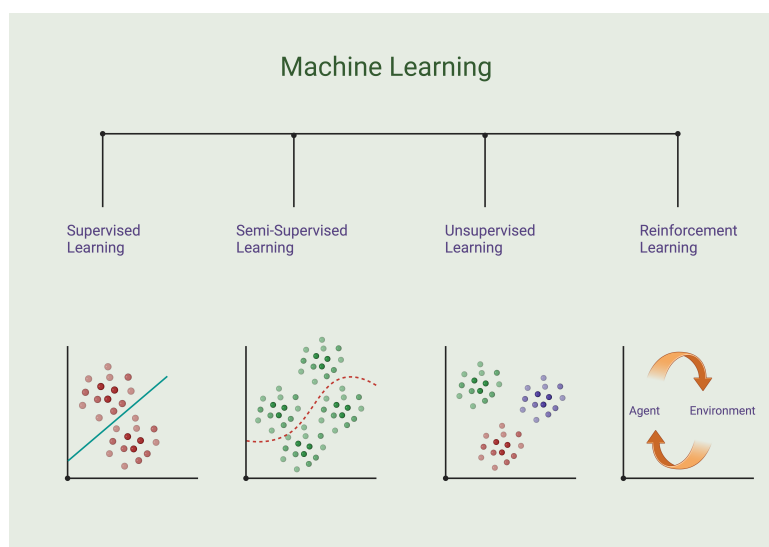 Machine Learning
Supervised
Learning
Semi-Supervised
Learning
Unsupervised
Learning
Reinforcement
Learning
Agent
Environment